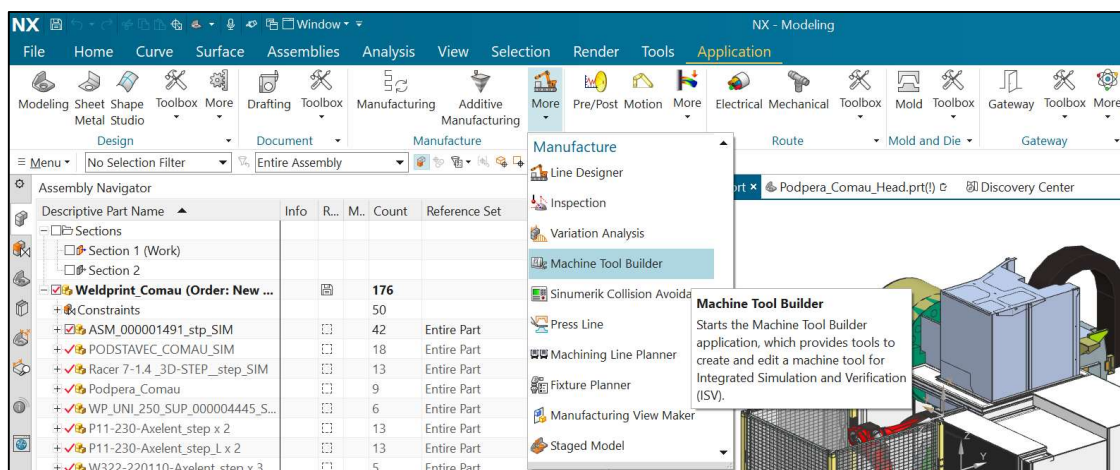 NX Window NX - Modeling
File Home Curve Surface Assemblies Analysis View Selection Render Tools Application
Modeling Sheet Metal Shape Studio Toolbox More Drafting Toolbox Manufacturing Additive Manufacturing More Pre/Post Motion More Electrical Mechanical Toolbox Mold Toolbox Gateway Toolbox More
Design Document Manufacture Route Mold and Die Gateway
Menu No Selection Filter Entire Assembly
Manufacture
Line Designer
Inspection
Variation Analysis
Machine Tool Builder
Sinumerik Collision Avoida
Press Line
Machining Line Planner
Fixture Planner
Manufacturing View Maker
Staged Model
Machine Tool Builder
Starts the Machine Tool Builder
application, which provides tools to
create and edit a machine tool for
Integrated Simulation and Verification
(ISV).
prt Podpera_Comau_Head.prt(!) Discovery Center
Assembly Navigator
Descriptive Part Name Info R... M.. Count Reference Set
Sections
Section 1 (Work)
Section 2
Weldprint_Comau (Order: New ... 176
Constraints 50
ASM_000001491_stp_SIM 42 Entire Part
PODSTAVEC_COMAU_SIM 18 Entire Part
Racer 7-1.4 _3D-STEP__step_SIM 13 Entire Part
Podpera_Comau 9 Entire Part
WP_UNI_250_SUP_000004445_S... 6 Entire Part
P11-230-Axelent_step x 2 13 Entire Part
P11-230-Axelent_step_L x 2 13 Entire Part
W322-220110-Axelent_step x 3 5 Entire Part
Z
Y